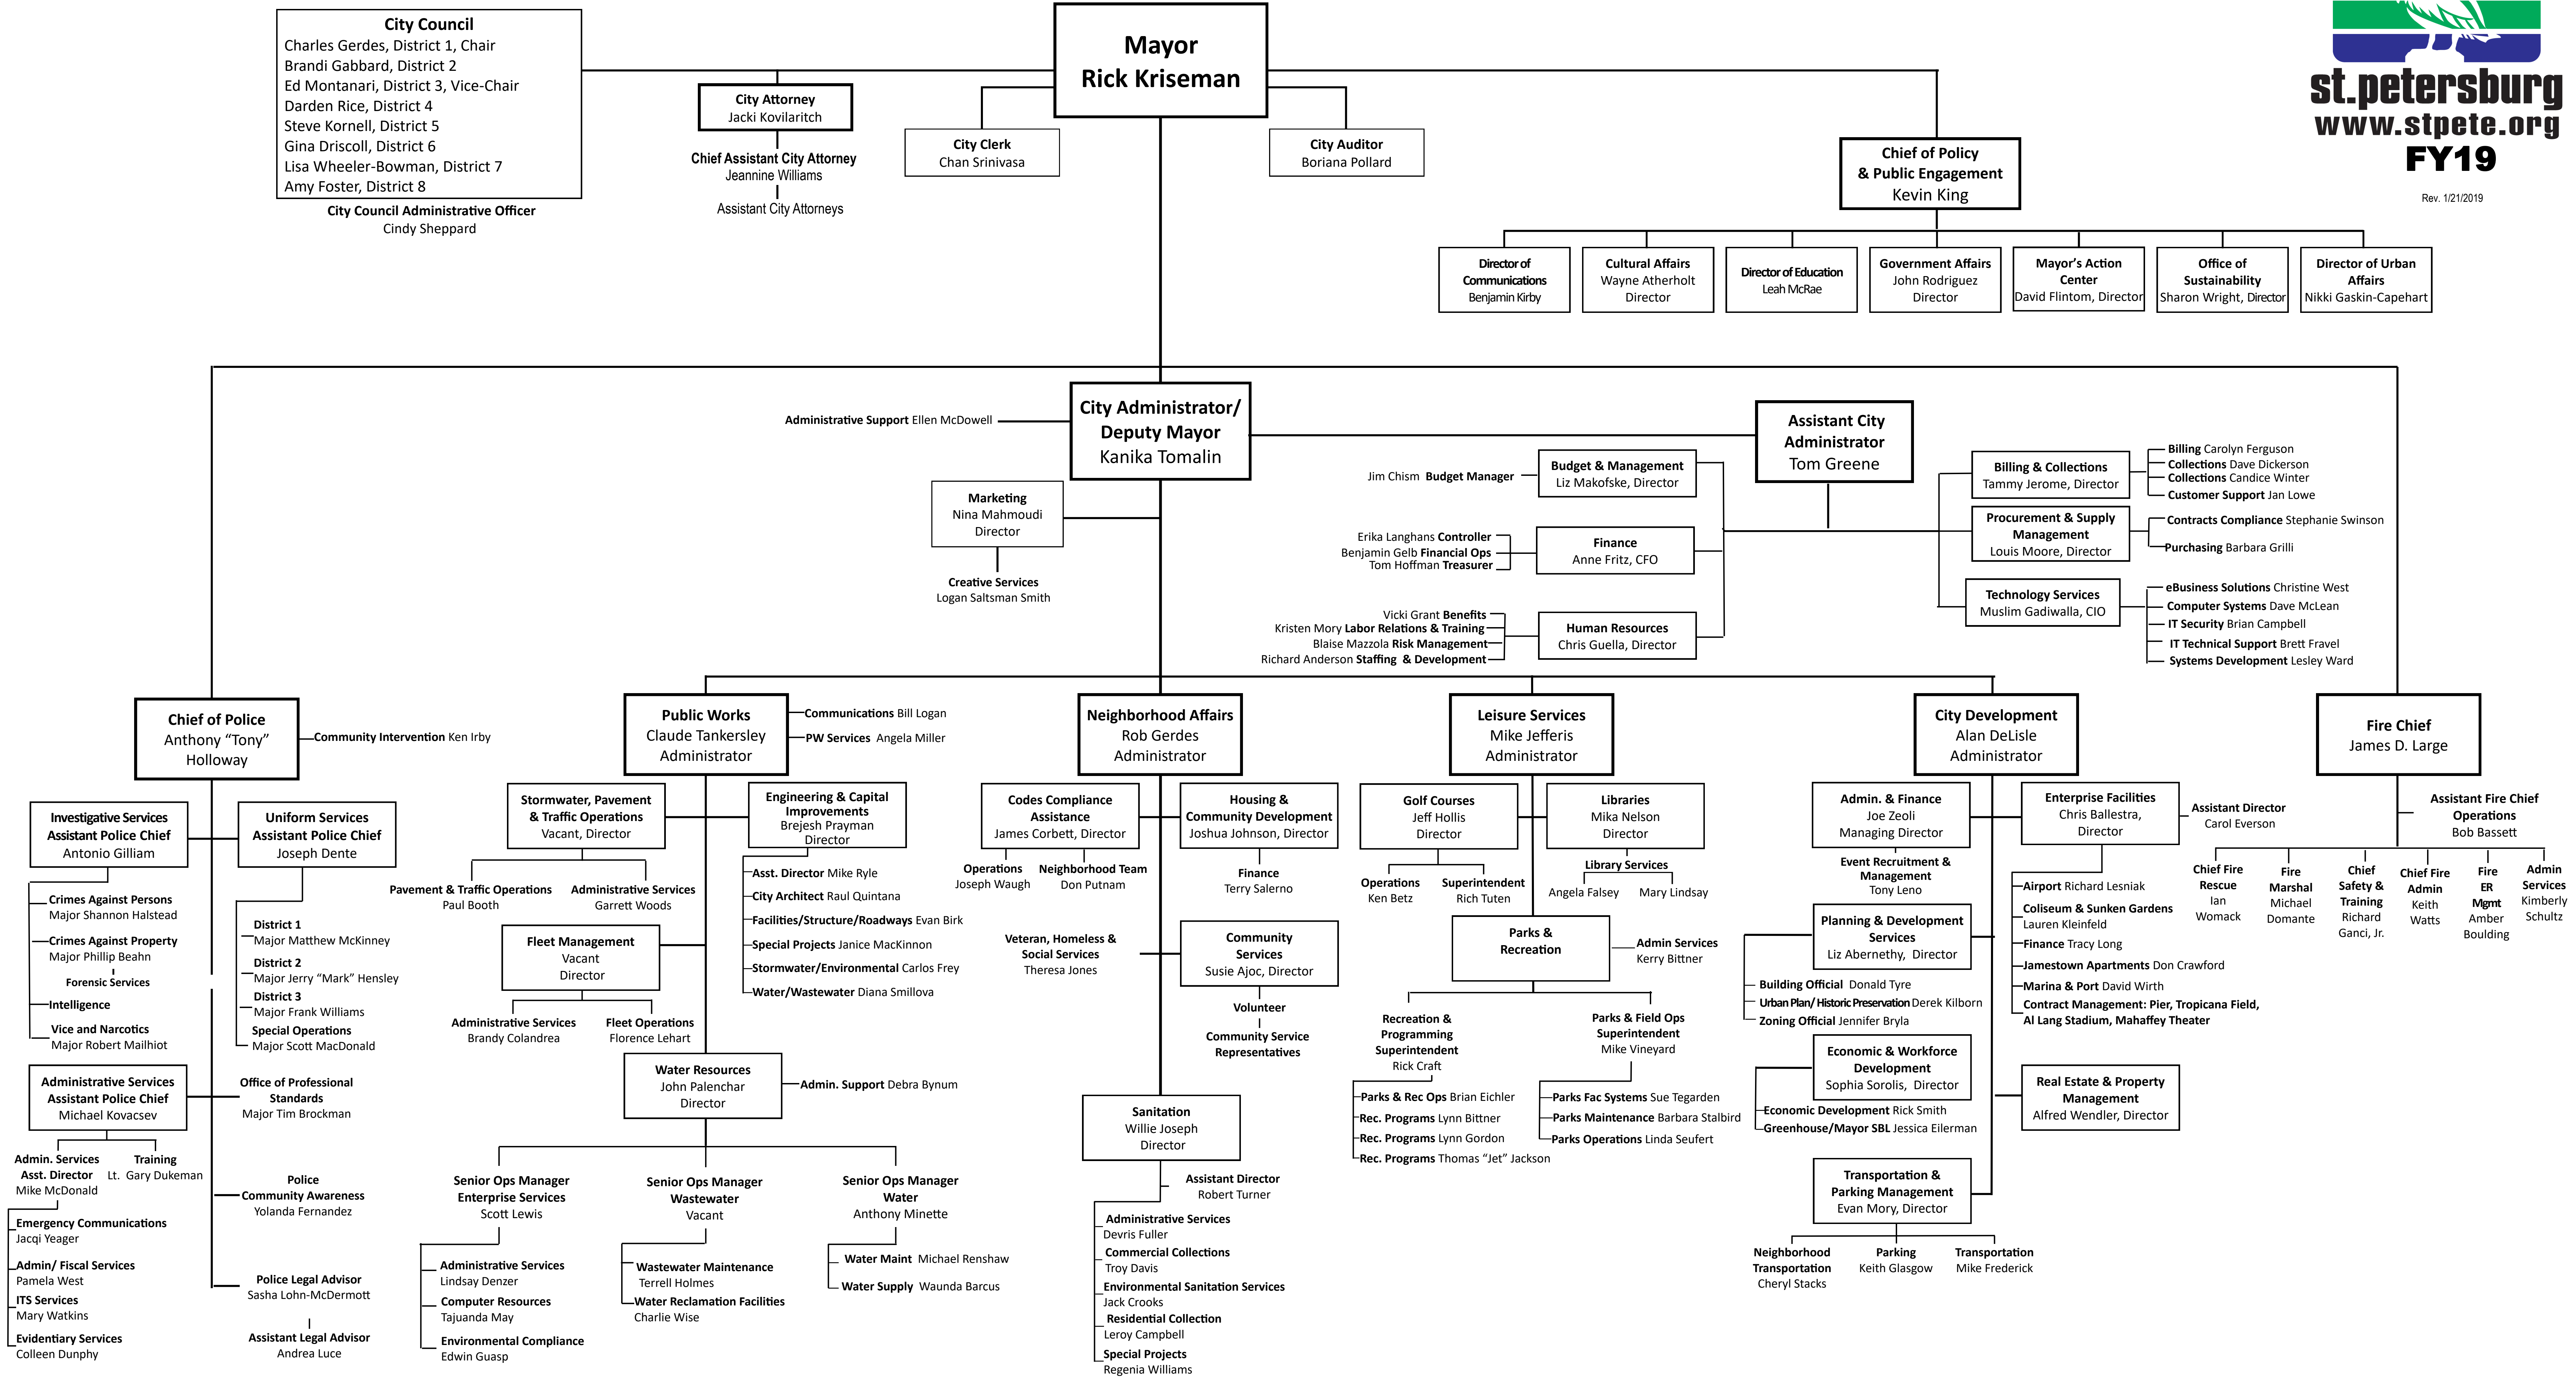 City Council
Charles Gerdes, District 1, Chair
Brandi Gabbard, District 2
Ed Montanari, District 3, Vice-Chair
Darden Rice, District 4
Steve Kornell, District 5
Gina Driscoll, District 6
Lisa Wheeler-Bowman, District 7
Amy Foster, District 8
City Council Administrative Officer
Cindy Sheppard
City Attorney
Jacki Kovilaritch
Chief Assistant City Attorney
Jeannine Williams
Assistant City Attorneys
Mayor
Rick Kriseman
City Clerk
Chan Srinivasa
City Auditor
Boriana Pollard
Chief of Policy
& Public Engagement
Kevin King
st.petersburg
www.stpete.org
FY19
Rev. 1/21/2019
Director of
Communications
Benjamin Kirby
Cultural Affairs
Wayne Atherholt
Director
Director of Education
Leah McRae
Government Affairs
John Rodriguez
Director
Mayor's Action
Center
David Flintom, Director
Office of
Sustainability
Sharon Wright, Director
Director of Urban
Affairs
Nikki Gaskin-Capehart
Administrative Support Ellen McDowell
City Administrator/
Deputy Mayor
Kanika Tomalin
Marketing
Nina Mahmoudi
Director
Creative Services
Logan Saltsman Smith
Assistant City
Administrator
Tom Greene
Jim Chism Budget Manager
Budget & Management
Liz Makofske, Director
Erika Langhans Controller
Benjamin Gelb Financial Ops
Tom Hoffman Treasurer
Finance
Anne Fritz, CFO
Vicki Grant Benefits
Kristen Mory Labor Relations & Training
Blaise Mazzola Risk Management
Richard Anderson Staffing & Development
Human Resources
Chris Guella, Director
Billing & Collections
Tammy Jerome, Director
Billing Carolyn Ferguson
Collections Dave Dickerson
Collections Candice Winter
Customer Support Jan Lowe
Procurement & Supply
Management
Louis Moore, Director
Contracts Compliance Stephanie Swinson
Purchasing Barbara Grilli
Technology Services
Muslim Gadiwalla, CIO
eBusiness Solutions Christine West
Computer Systems Dave McLean
IT Security Brian Campbell
IT Technical Support Brett Fravel
Systems Development Lesley Ward
Chief of Police
Anthony “Tony”
Holloway
Community Intervention Ken Irby
Investigative Services
Assistant Police Chief
Antonio Gilliam
Uniform Services
Assistant Police Chief
Joseph Dente
Crimes Against Persons
Major Shannon Halstead
Crimes Against Property
Major Phillip Beahn
Forensic Services
Intelligence
Vice and Narcotics
Major Robert Mailhiot
District 1
Major Matthew McKinney
District 2
Major Jerry “Mark” Hensley
District 3
Major Frank Williams
Special Operations
Major Scott MacDonald
Administrative Services
Assistant Police Chief
Michael Kovacsev
Office of Professional
Standards
Major Tim Brockman
Admin. Services
Asst. Director
Mike McDonald
Training
Lt. Gary Dukeman
Police
Community Awareness
Yolanda Fernandez
Emergency Communications
Jacqi Yeager
Admin/ Fiscal Services
Pamela West
ITS Services
Mary Watkins
Evidentiary Services
Colleen Dunphy
Police Legal Advisor
Sasha Lohn-McDermott
Assistant Legal Advisor
Andrea Luce
Public Works
Claude Tankersley
Administrator
Communications Bill Logan
PW Services Angela Miller
Stormwater, Pavement
& Traffic Operations
Vacant, Director
Pavement & Traffic Operations
Paul Booth
Administrative Services
Garrett Woods
Engineering & Capital
Improvements
Brejesh Prayman
Director
Asst. Director Mike Ryle
City Architect Raul Quintana
Facilities/Structure/Roadways Evan Birk
Special Projects Janice MacKinnon
Stormwater/Environmental Carlos Frey
Water/Wastewater Diana Smillova
Fleet Management
Vacant
Director
Administrative Services
Brandy Colandrea
Fleet Operations
Florence Lehart
Water Resources
John Palenchar
Director
Admin. Support Debra Bynum
Senior Ops Manager
Enterprise Services
Scott Lewis
Senior Ops Manager
Wastewater
Vacant
Senior Ops Manager
Water
Anthony Minette
Administrative Services
Lindsay Denzer
Computer Resources
Tajuanda May
Environmental Compliance
Edwin Guasp
Wastewater Maintenance
Terrell Holmes
Water Reclamation Facilities
Charlie Wise
Water Maint Michael Renshaw
Water Supply Waunda Barcus
Neighborhood Affairs
Rob Gerdes
Administrator
Codes Compliance
Assistance
James Corbett, Director
Operations
Joseph Waugh
Neighborhood Team
Don Putnam
Housing &
Community Development
Joshua Johnson, Director
Finance
Terry Salerno
Veteran, Homeless &
Social Services
Theresa Jones
Community
Services
Susie Ajoc, Director
Volunteer
Community Service
Representatives
Sanitation
Willie Joseph
Director
Assistant Director
Robert Turner
Administrative Services
Devris Fuller
Commercial Collections
Troy Davis
Environmental Sanitation Services
Jack Crooks
Residential Collection
Leroy Campbell
Special Projects
Regenia Williams
Leisure Services
Mike Jefferis
Administrator
Golf Courses
Jeff Hollis
Director
Operations
Ken Betz
Superintendent
Rich Tuten
Libraries
Mika Nelson
Director
Library Services
Angela Falsey
Mary Lindsay
Parks &
Recreation
Admin Services
Kerry Bittner
Recreation &
Programming
Superintendent
Rick Craft
Parks & Field Ops
Superintendent
Mike Vineyard
Parks & Rec Ops Brian Eichler
Rec. Programs Lynn Bittner
Rec. Programs Lynn Gordon
Rec. Programs Thomas “Jet” Jackson
Parks Fac Systems Sue Tegarden
Parks Maintenance Barbara Stalbird
Parks Operations Linda Seufert
City Development
Alan DeLisle
Administrator
Admin. & Finance
Joe Zeoli
Managing Director
Event Recruitment &
Management
Tony Leno
Enterprise Facilities
Chris Ballestra,
Director
Assistant Director
Carol Everson
Airport Richard Lesniak
Coliseum & Sunken Gardens
Lauren Kleinfeld
Finance Tracy Long
Jamestown Apartments Don Crawford
Marina & Port David Wirth
Contract Management: Pier, Tropicana Field,
Al Lang Stadium, Mahaffey Theater
Planning & Development
Services
Liz Abernethy, Director
Building Official Donald Tyre
Urban Plan/ Historic Preservation Derek Kilborn
Zoning Official Jennifer Bryla
Economic & Workforce
Development
Sophia Sorolis, Director
Economic Development Rick Smith
Greenhouse/Mayor SBL Jessica Eilerman
Real Estate & Property
Management
Alfred Wendler, Director
Transportation &
Parking Management
Evan Mory, Director
Neighborhood
Transportation
Cheryl Stacks
Parking
Keith Glasgow
Transportation
Mike Frederick
Fire Chief
James D. Large
Assistant Fire Chief
Operations
Bob Bassett
Chief Fire
Rescue
Ian
Womack
Fire
Marshal
Michael
Domante
Chief
Safety &
Training
Richard
Ganci, Jr.
Chief Fire
Admin
Keith
Watts
Fire
ER
Mgmt
Amber
Boulding
Admin
Services
Kimberly
Schultz